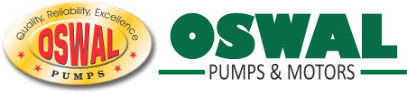 Quality, Reliability, Excellence
OSWAL
PUMPS
OSWAL
PUMPS & MOTORS